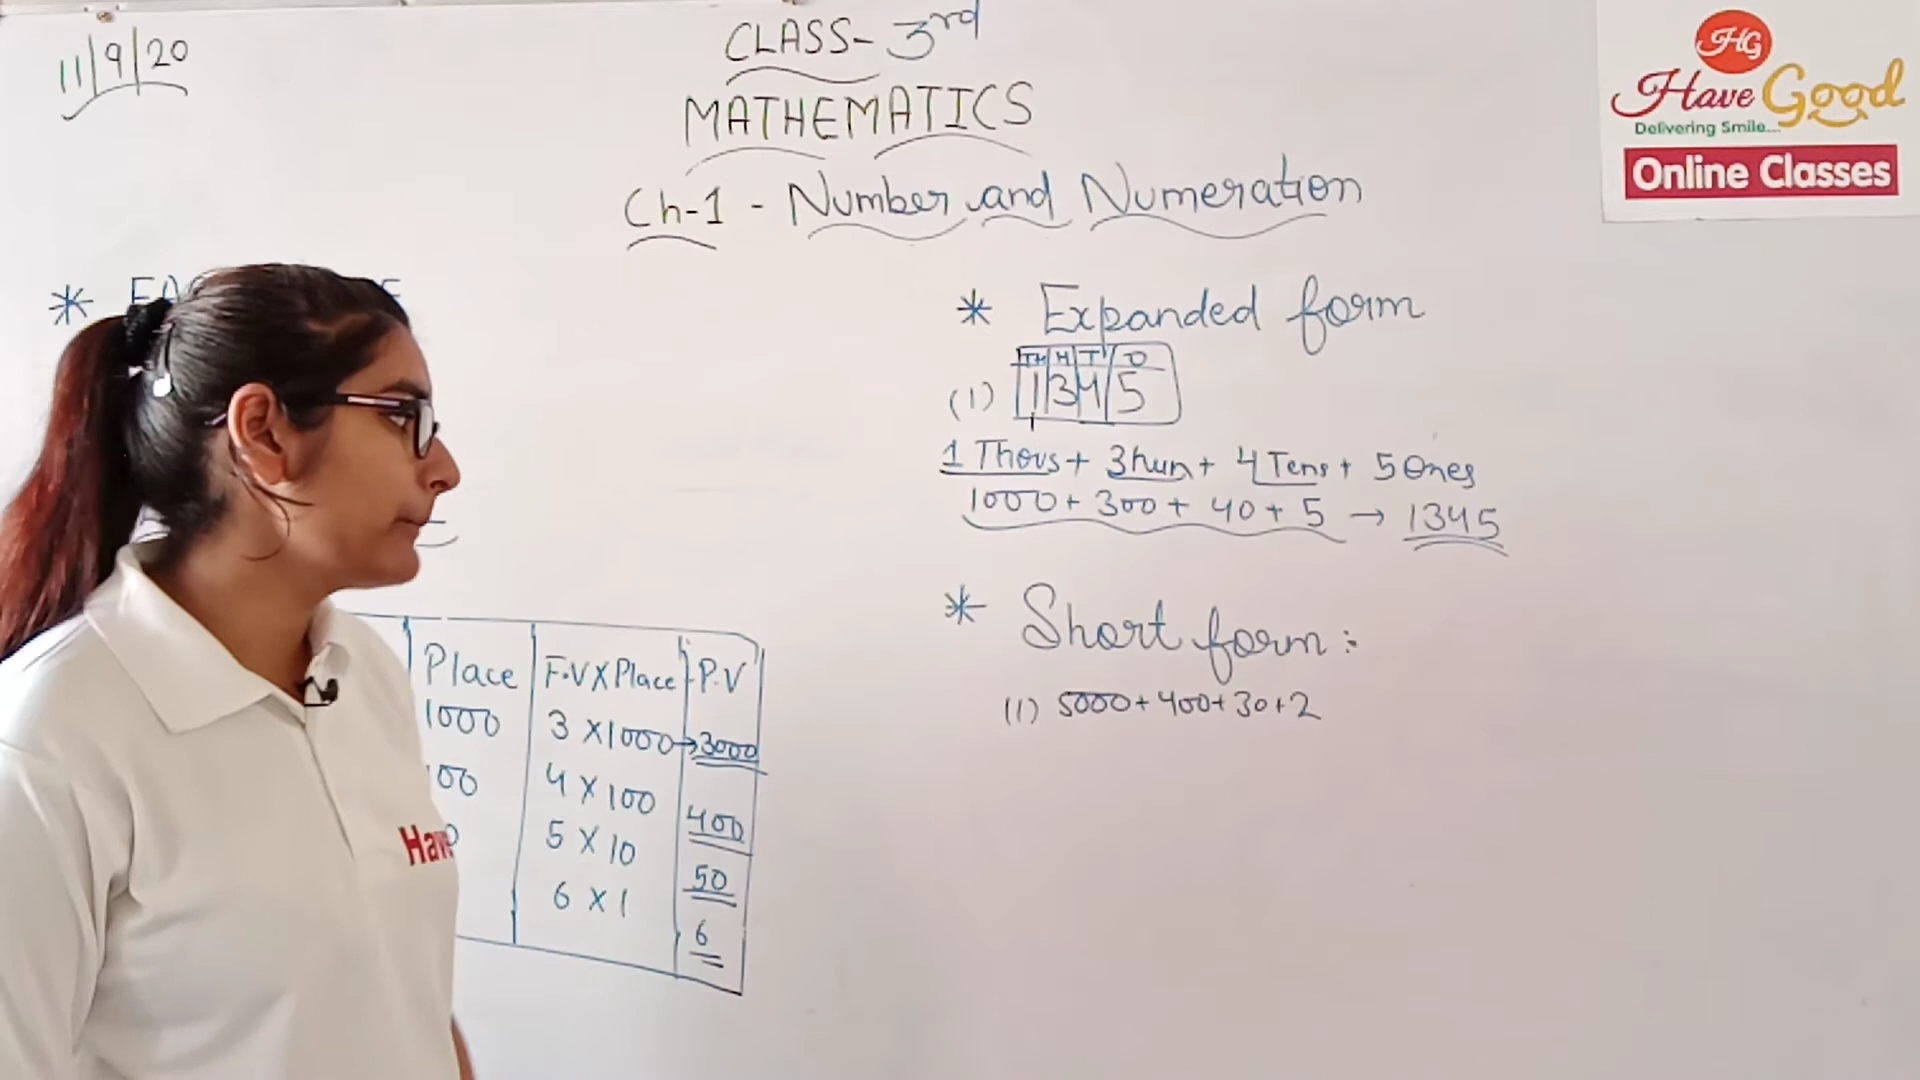 11/9/20
CLASS- 3rd
MATHEMATICS
Ch-1 - Number and Numeration
HG
Have Good
Delivering Smile...
Online Classes
* Expanded form
TH H T O
(1) 1 3 4 5
1 Thous + 3hun + 4 Tens + 5 Ones
1000 + 300 + 40 + 5 → 1345
* Short form :
(1) 5000+400+30+2
Place F.V X Place P.V
1000 3 X 1000 → 3000
100 4 X 100 400
5 X 10 50
6 X 1 6